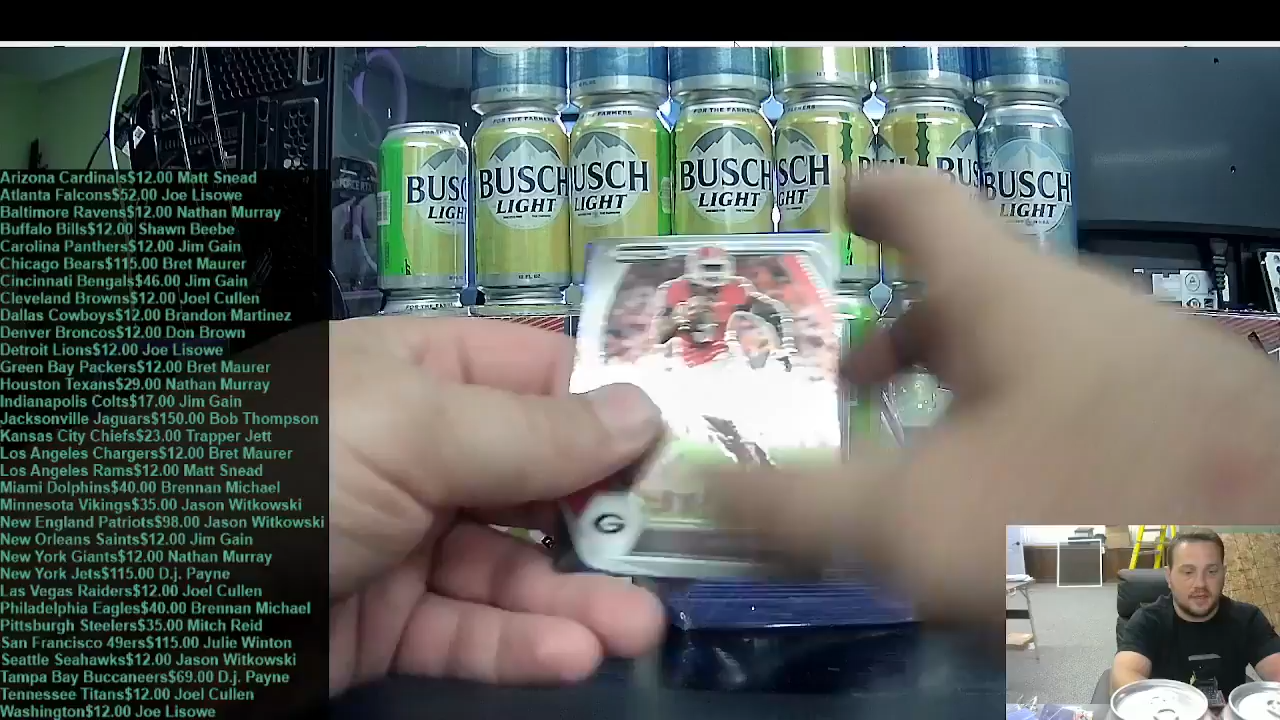 Arizona Cardinals$12.00 Matt Snead
Atlanta Falcons$52.00 Joe Lisowe
Baltimore Ravens$12.00 Nathan Murray
Buffalo Bills$12.00 Shawn Beebe
Carolina Panthers$12.00 Jim Gain
Chicago Bears$115.00 Bret Maurer
Cincinnati Bengals$46.00 Jim Gain
Cleveland Browns$12.00 Joel Cullen
Dallas Cowboys$12.00 Brandon Martinez
Denver Broncos$12.00 Don Brown
Detroit Lions$12.00 Joe Lisowe
Green Bay Packers$12.00 Bret Maurer
Houston Texans$29.00 Nathan Murray
Indianapolis Colts$17.00 Jim Gain
Jacksonville Jaguars$150.00 Bob Thompson
Kansas City Chiefs$23.00 Trapper Jett
Los Angeles Chargers$12.00 Bret Maurer
Los Angeles Rams$12.00 Matt Snead
Miami Dolphins$40.00 Brennan Michael
Minnesota Vikings$35.00 Jason Witkowski
New England Patriots$98.00 Jason Witkowski
New Orleans Saints$12.00 Jim Gain
New York Giants$12.00 Nathan Murray
New York Jets$115.00 D.j. Payne
Las Vegas Raiders$12.00 Joel Cullen
Philadelphia Eagles$40.00 Brennan Michael
Pittsburgh Steelers$35.00 Mitch Reid
San Francisco 49ers$115.00 Julie Winton
Seattle Seahawks$12.00 Jason Witkowski
Tampa Bay Buccaneers$69.00 D.j. Payne
Tennessee Titans$12.00 Joel Cullen
Washington$12.00 Joe Lisowe
FOR THE FARMERS
BUSC
LIGH
BUSCH
LIGHT
BUSCH
LIGHT
BUSCH
LIGHT
SCH
GHT
BUS
BUSCH
LIGHT
G